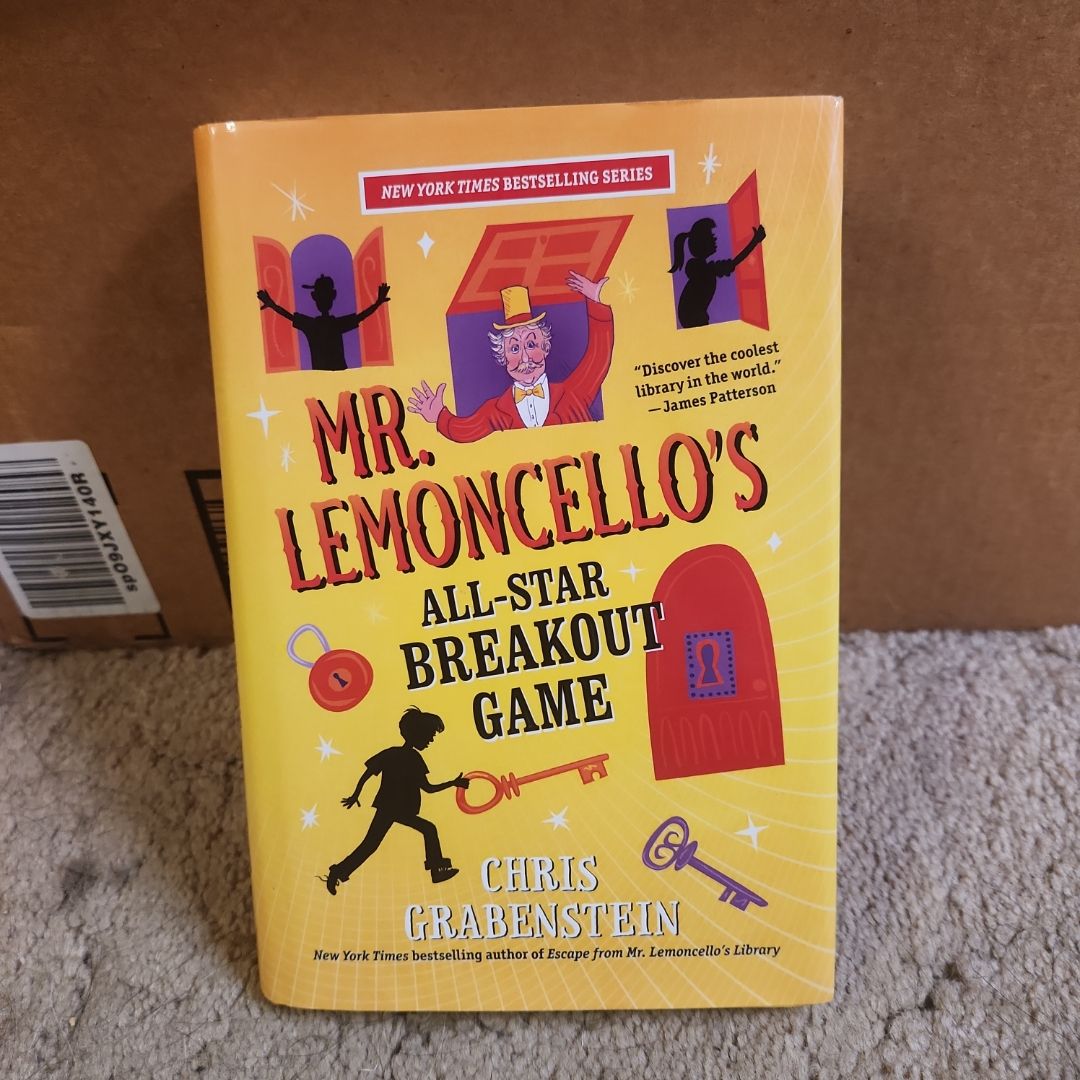 NEW YORK TIMES BESTSELLING SERIES
"Discover the coolest
library in the world."
—James Patterson
MR.
LEMONCELLO'S
ALL-STAR
BREAKOUT
GAME
CHRIS
GRABENSTEIN
New York Times bestselling author of Escape from Mr. Lemoncello's Library
spO9JXY14OR